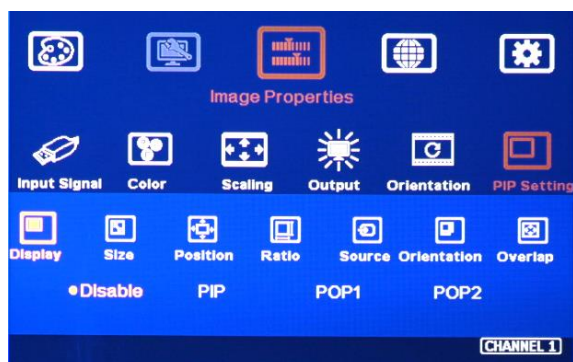 Image Properties
Input Signal Color Scaling Output Orientation PIP Setting
Display Size Position Ratio Source Orientation Overlap
Disable PIP POP1 POP2
CHANNEL 1